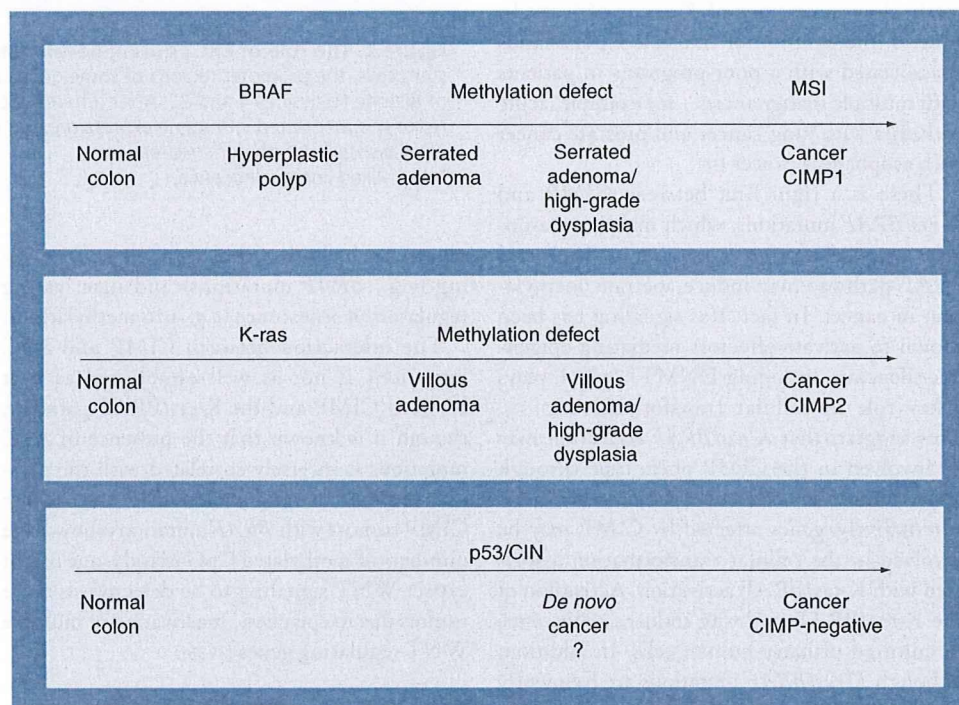 BRAF Methylation defect MSI
Normal colon
Hyperplastic polyp
Serrated adenoma
Serrated adenoma/ high-grade dysplasia
Cancer CIMP1
K-ras Methylation defect
Normal colon
Villous adenoma
Villous adenoma/ high-grade dysplasia
Cancer CIMP2
p53/CIN
Normal colon
De novo cancer ?
Cancer CIMP-negative